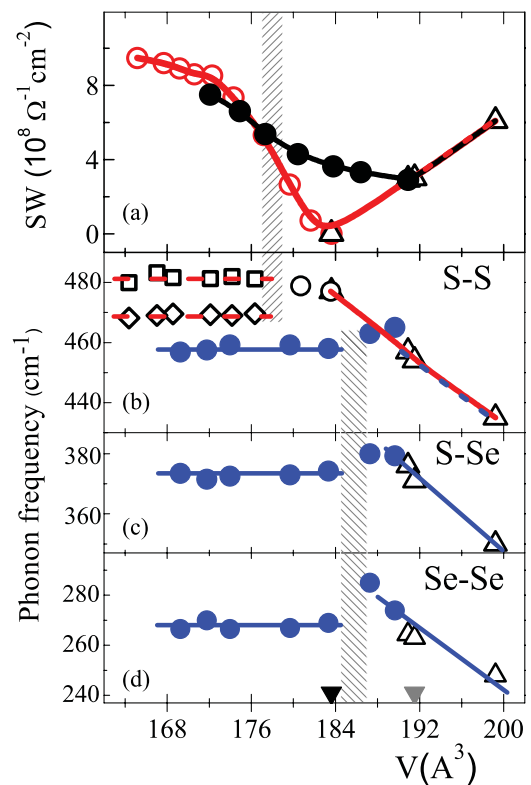 SW (10⁸ Ω⁻¹cm⁻²)
8
4
0
(a)
Phonon frequency (cm⁻¹)
480
460
440
S-S
(b)
380
360
S-Se
(c)
280
260
240
Se-Se
(d)
168 176 184 192 200
V(A³)